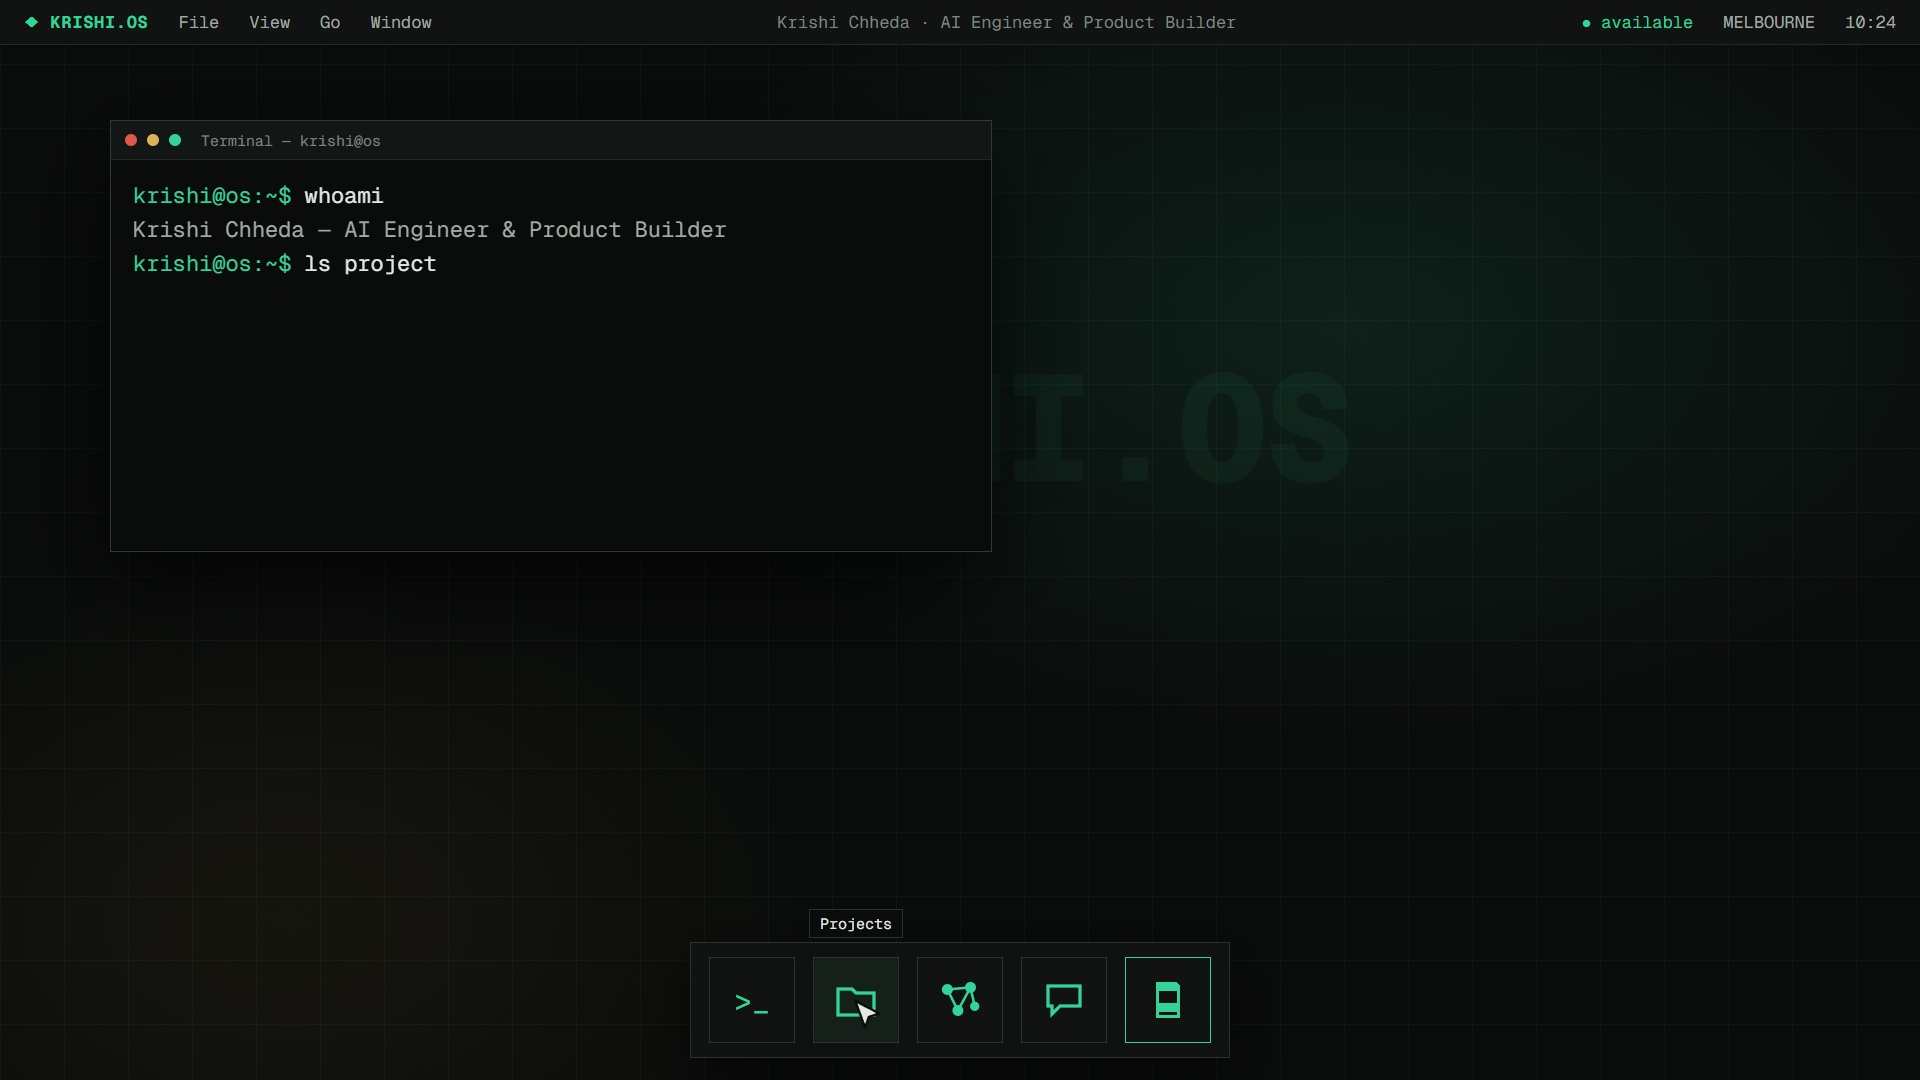 KRISHI.OS File View Go Window Krishi Chheda · AI Engineer & Product Builder available MELBOURNE 10:24
Terminal — krishi@os
krishi@os:~$ whoami
Krishi Chheda — AI Engineer & Product Builder
krishi@os:~$ ls project
I.OS
Projects
>_